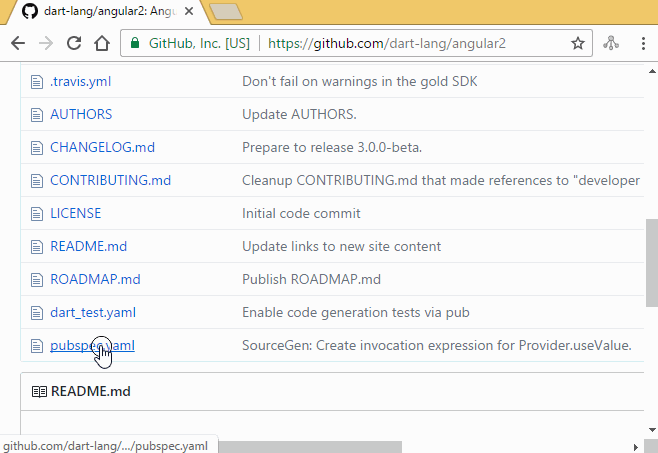 dart-lang/angular2: Angu
GitHub, Inc. [US] https://github.com/dart-lang/angular2
.travis.yml Don't fail on warnings in the gold SDK
AUTHORS Update AUTHORS.
CHANGELOG.md Prepare to release 3.0.0-beta.
CONTRIBUTING.md Cleanup CONTRIBUTING.md that made references to "developer
LICENSE Initial code commit
README.md Update links to new site content
ROADMAP.md Publish ROADMAP.md
dart_test.yaml Enable code generation tests via pub
pubspec.yaml SourceGen: Create invocation expression for Provider.useValue.
README.md
github.com/dart-lang/.../pubspec.yaml